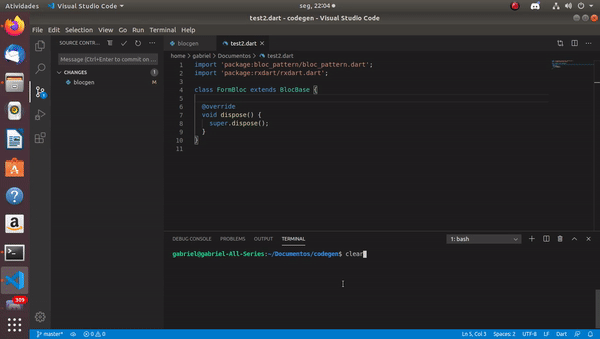 Atividades
Visual Studio Code
seg, 22:04
test2.dart - codegen - Visual Studio Code
File Edit Selection View Go Run Terminal Help
SOURCE CONTR...
blocgen
test2.dart
Message (Ctrl+Enter to commit on ...
CHANGES 1
blocgen M
home > gabriel > Documentos > test2.dart
1 import 'package:bloc_pattern/bloc_pattern.dart';
2 import 'package:rxdart/rxdart.dart';
3
4 class FormBloc extends BlocBase {
5
6 @override
7 void dispose() {
8 super.dispose();
9 }
10 }
11
DEBUG CONSOLE PROBLEMS OUTPUT TERMINAL 1: bash
gabriel@gabriel-All-Series:~/Documentos/codegen$ clear
309
master* 0 0 Ln 5, Col 3 Spaces: 2 UTF-8 LF Dart